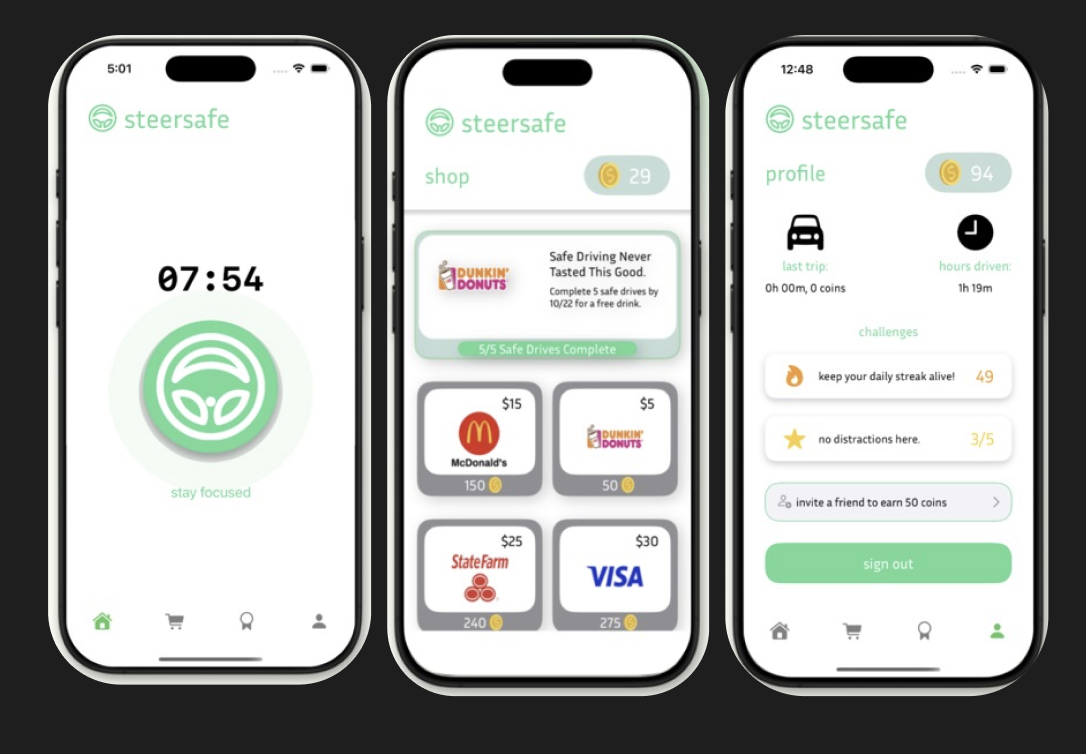 5:01
steersafe
07:54
stay focused
steersafe
shop
29
DUNKIN'
DONUTS
Safe Driving Never
Tasted This Good.
Complete 5 safe drives by
10/22 for a free drink.
5/5 Safe Drives Complete
$15
McDonald's
150
$5
DUNKIN'
DONUTS
50
$25
State Farm
240
$30
VISA
275
12:48
steersafe
profile
94
last trip:
hours driven:
0h 00m, 0 coins
1h 19m
challenges
keep your daily streak alive!
49
no distractions here.
3/5
invite a friend to earn 50 coins
sign out